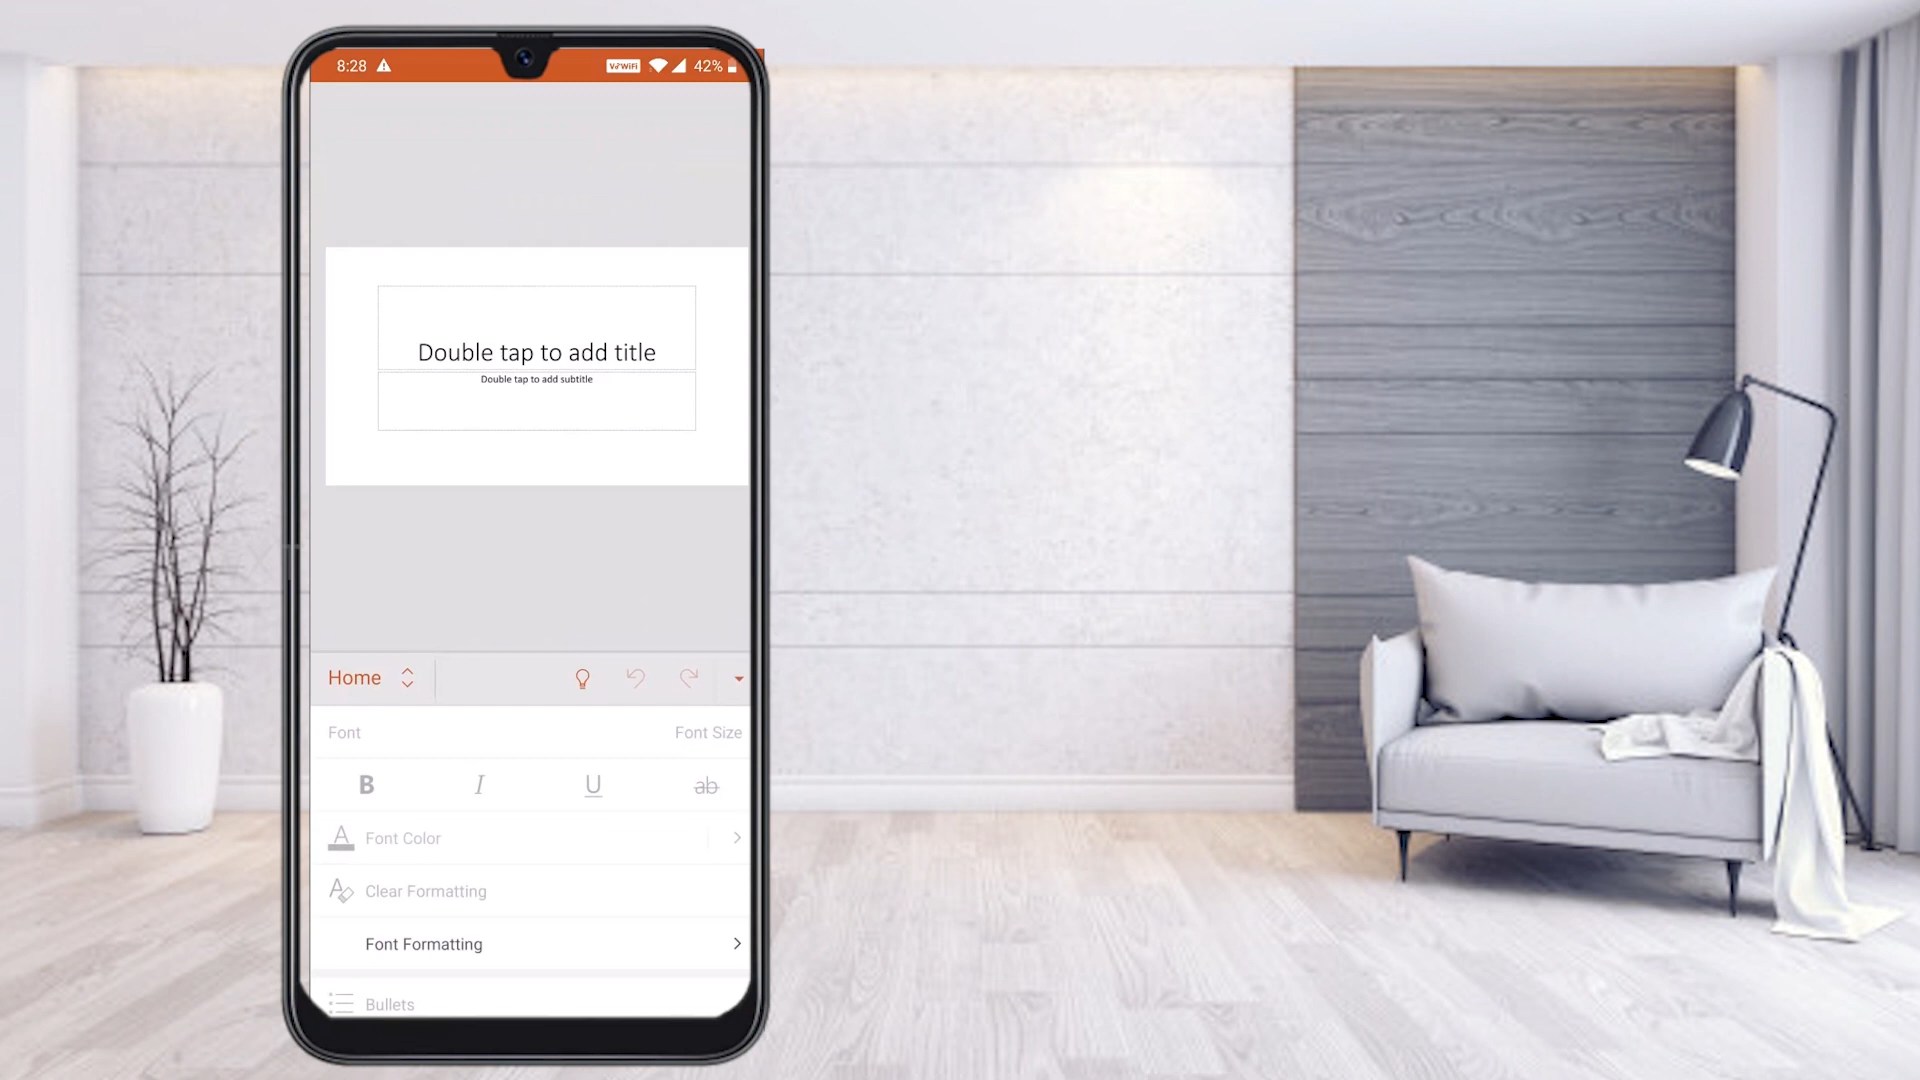 8:28 VoWiFi 42%
Double tap to add title
Double tap to add subtitle
Home
Font Font Size
B I U ab
A Font Color
A Clear Formatting
Font Formatting
Bullets